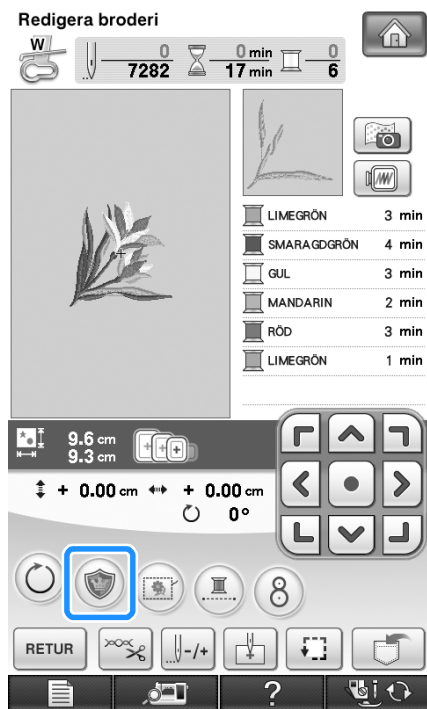 Redigera broderi
W
0 0 min 0
7282 17 min 6
LIMEGRÖN 3 min
SMARAGDGRÖN 4 min
GUL 3 min
MANDARIN 2 min
RÖD 3 min
LIMEGRÖN 1 min
9.6 cm
9.3 cm
+ 0.00 cm + 0.00 cm
0°
8
RETUR -/+
?